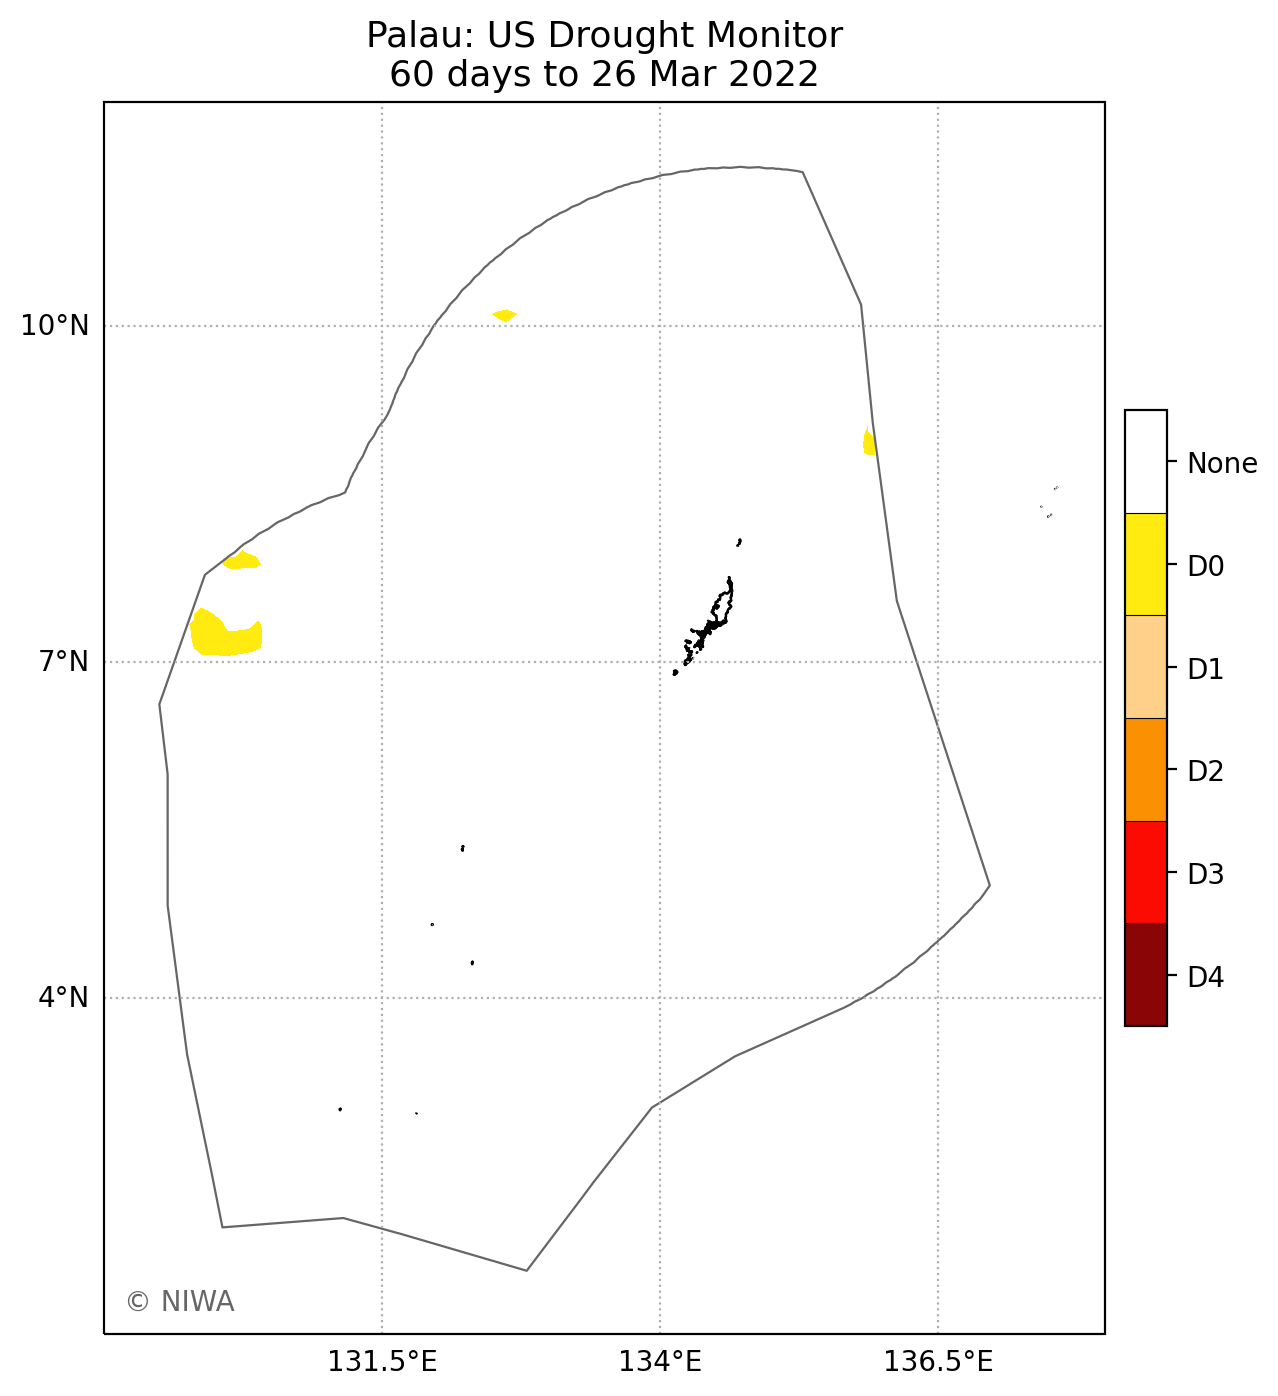 Palau: US Drought Monitor
60 days to 26 Mar 2022
10°N
7°N
4°N
131.5°E
134°E
136.5°E
None
D0
D1
D2
D3
D4
© NIWA